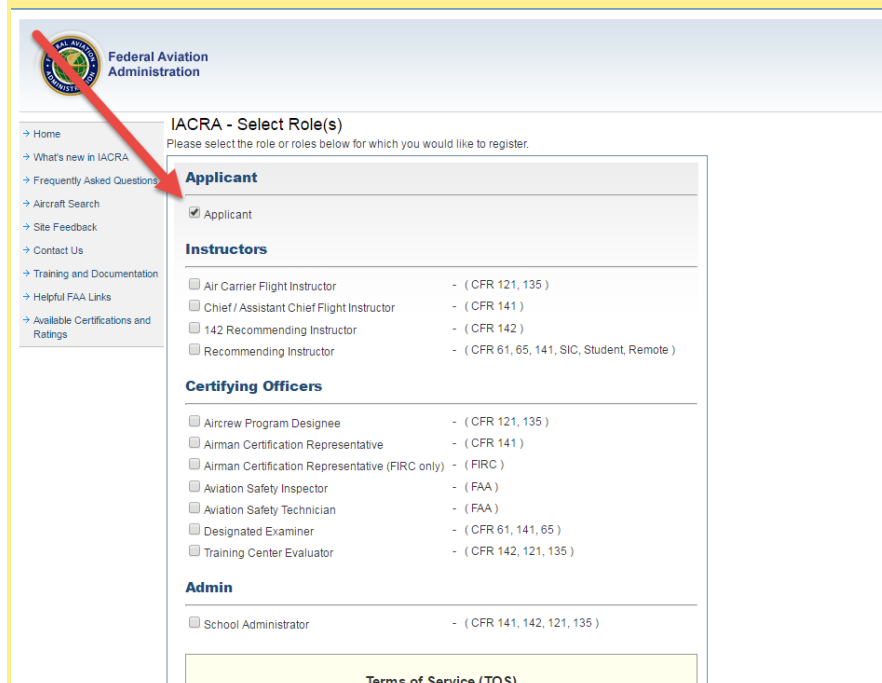 Federal Aviation
Administration
IACRA - Select Role(s)
Please select the role or roles below for which you would like to register.
Home
What's new in IACRA
Frequently Asked Questions
Aircraft Search
Site Feedback
Contact Us
Training and Documentation
Helpful FAA Links
Available Certifications and
Ratings
Applicant
Applicant
Instructors
Air Carrier Flight Instructor - ( CFR 121, 135 )
Chief / Assistant Chief Flight Instructor - ( CFR 141 )
142 Recommending Instructor - ( CFR 142 )
Recommending Instructor - ( CFR 61, 65, 141, SIC, Student, Remote )
Certifying Officers
Aircrew Program Designee - ( CFR 121, 135 )
Airman Certification Representative - ( CFR 141 )
Airman Certification Representative (FIRC only) - ( FIRC )
Aviation Safety Inspector - ( FAA )
Aviation Safety Technician - ( FAA )
Designated Examiner - ( CFR 61, 141, 65 )
Training Center Evaluator - ( CFR 142, 121, 135 )
Admin
School Administrator - ( CFR 141, 142, 121, 135 )
Terms of Service (TOS)